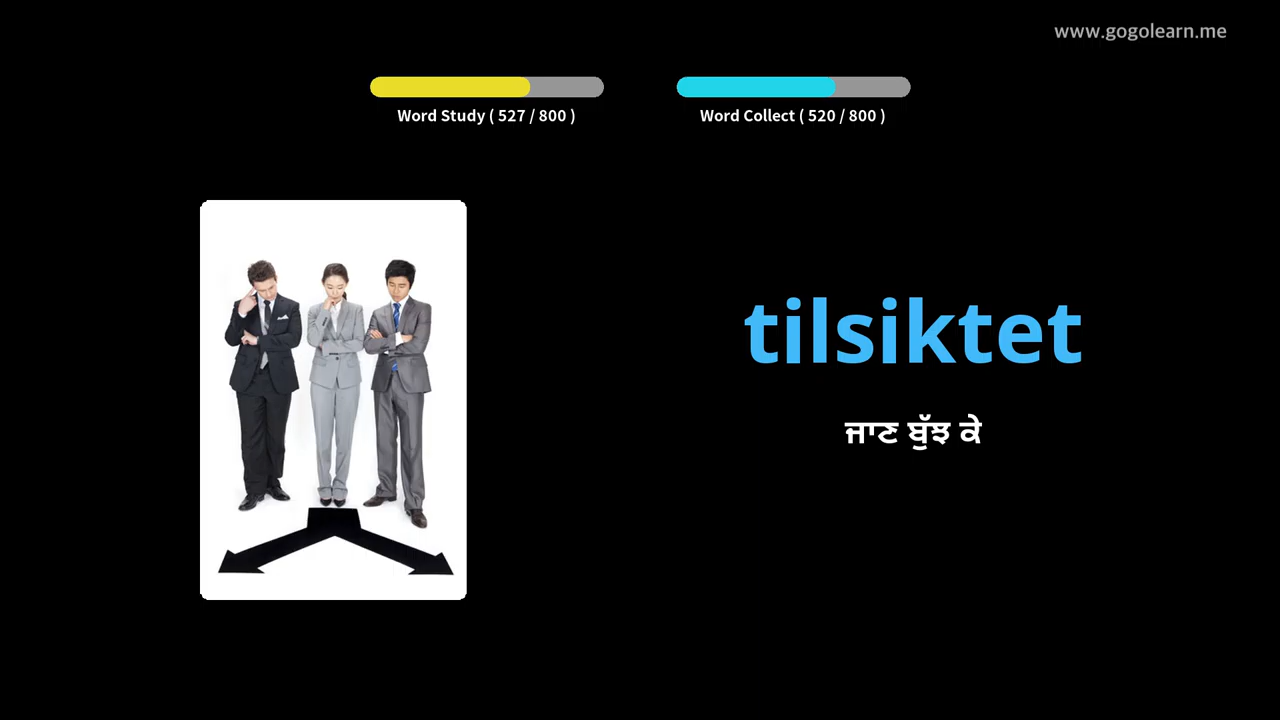 www.gogolearn.me
Word Study ( 527 / 800 )
Word Collect ( 520 / 800 )
tilsiktet
ਜਾਣ ਬੁੱਝ ਕੇ